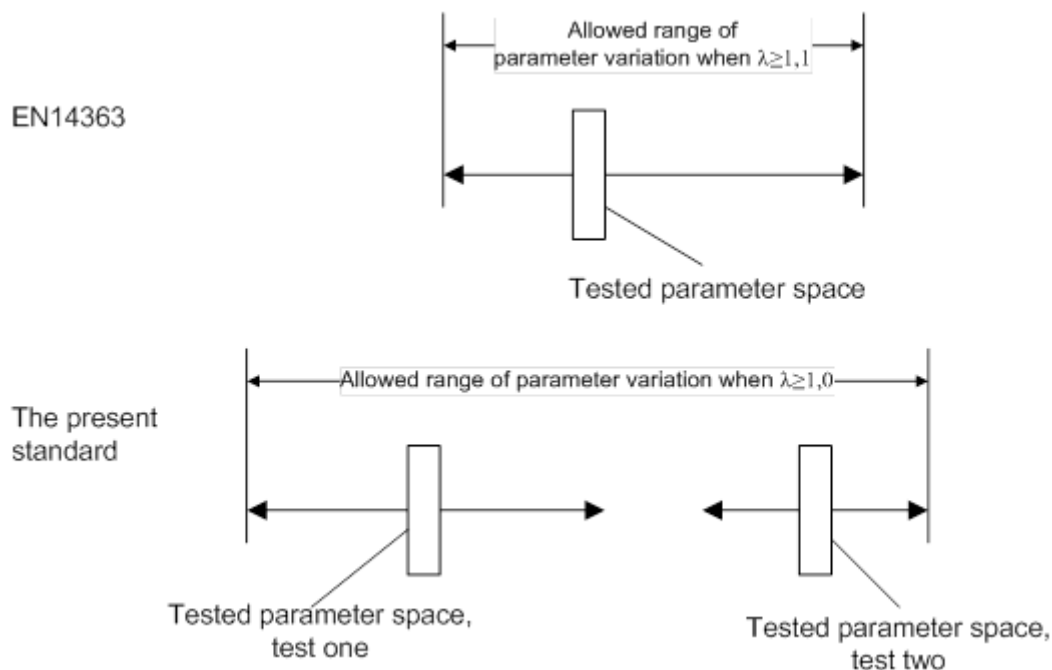 Allowed range of
parameter variation when λ≥1,1
EN14363
Tested parameter space
Allowed range of parameter variation when λ≥1,0
The present
standard
Tested parameter space,
test one
Tested parameter space,
test two